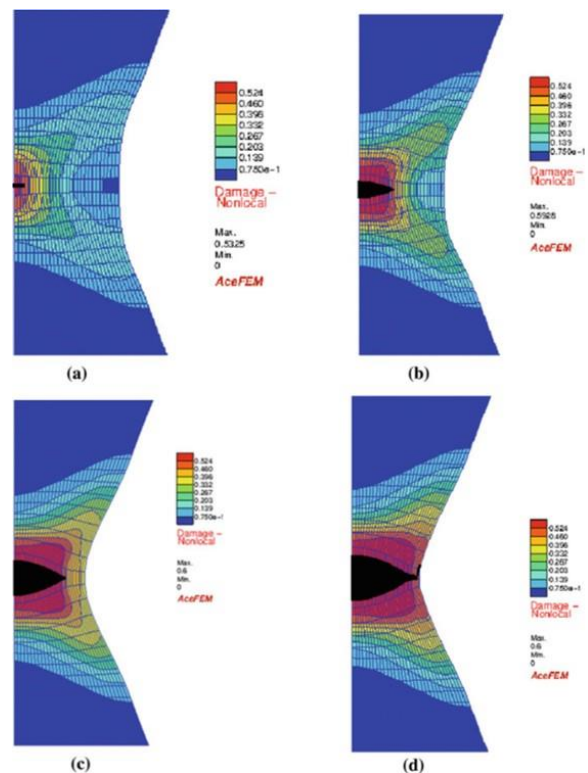 0.524
0.460
0.396
0.332
0.267
0.203
0.139
0.750e-1
Damage –
Nonlocal
Max.
0.5325
Min.
0
AceFEM
(a)
0.524
0.460
0.396
0.332
0.267
0.203
0.139
0.750e-1
Damage –
Nonlocal
Max.
0.5926
Min.
0
AceFEM
(b)
0.524
0.460
0.396
0.332
0.267
0.203
0.139
0.750e-1
Damage –
Nonlocal
Max.
0.6
Min.
0
AceFEM
(c)
0.524
0.460
0.396
0.332
0.267
0.203
0.139
0.750e-1
Damage –
Nonlocal
Max.
0.6
Min.
0
AceFEM
(d)